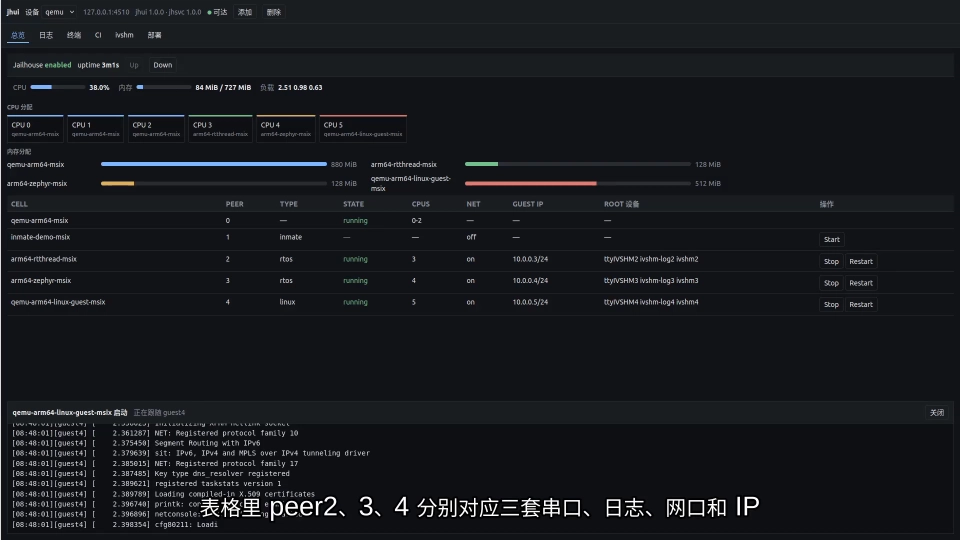 jhui 设备 qemu 127.0.0.1:4510 jhui 1.0.0 · jhsvc 1.0.0 可达 添加 删除
总览 日志 终端 CI ivshm 部署
Jailhouse enabled uptime 3m1s Up Down
CPU 38.0% 内存 84 MiB / 727 MiB 负载 2.51 0.98 0.63
CPU 分配
CPU 0 CPU 1 CPU 2 CPU 3 CPU 4 CPU 5
qemu-arm64-msix qemu-arm64-msix qemu-arm64-msix arm64-rtthread-msix arm64-zephyr-msix qemu-arm64-linux-guest-msix
内存分配
qemu-arm64-msix 880 MiB arm64-rtthread-msix 128 MiB
arm64-zephyr-msix 128 MiB qemu-arm64-linux-guest-msix 512 MiB
CELL PEER TYPE STATE CPUS NET GUEST IP ROOT 设备 操作
qemu-arm64-msix 0 — running 0-2 — — —
inmate-demo-msix 1 inmate — — off — — Start
arm64-rtthread-msix 2 rtos running 3 on 10.0.0.3/24 ttyIVSHM2 ivshm-log2 ivshm2 Stop Restart
arm64-zephyr-msix 3 rtos running 4 on 10.0.0.4/24 ttyIVSHM3 ivshm-log3 ivshm3 Stop Restart
qemu-arm64-linux-guest-msix 4 linux running 5 on 10.0.0.5/24 ttyIVSHM4 ivshm-log4 ivshm4 Stop Restart
qemu-arm64-linux-guest-msix 启动 正在跟随 guest4 关闭
[08:48:01][guest4] [ 2.361287] NET: Registered protocol family 10
[08:48:01][guest4] [ 2.375450] Segment Routing with IPv6
[08:48:01][guest4] [ 2.379639] sit: IPv6, IPv4 and MPLS over IPv4 tunneling driver
[08:48:01][guest4] [ 2.385015] NET: Registered protocol family 17
[08:48:01][guest4] [ 2.387485] Key type dns_resolver registered
[08:48:01][guest4] [ 2.389621] registered taskstats version 1
[08:48:01][guest4] [ 2.389789] Loading compiled-in X.509 certificates
[08:48:01][guest4] [ 2.396740] printk:
[08:48:01][guest4] [ 2.396896] netconsole:
[08:48:01][guest4] [ 2.398354] cfg80211: Loadi
表格里 peer2、3、4 分别对应三套串口、日志、网口和 IP